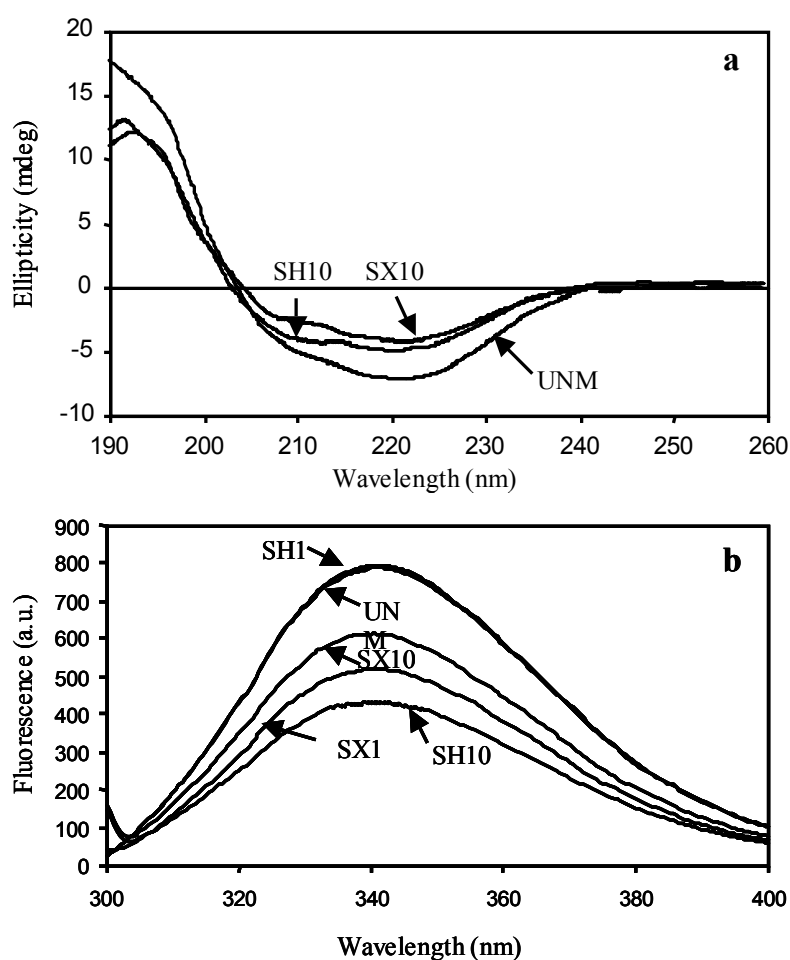 20
a
15
10
5
0
-5
-10
Ellipticity (mdeg)
SH10 SX10
UNM
190 200 210 220 230 240 250 260
Wavelength (nm)
900
800
700
600
500
400
300
200
100
0
Fluorescence (a.u.)
b
SH1
UN
M
SX10
SX1
SH10
300 320 340 360 380 400
Wavelength (nm)